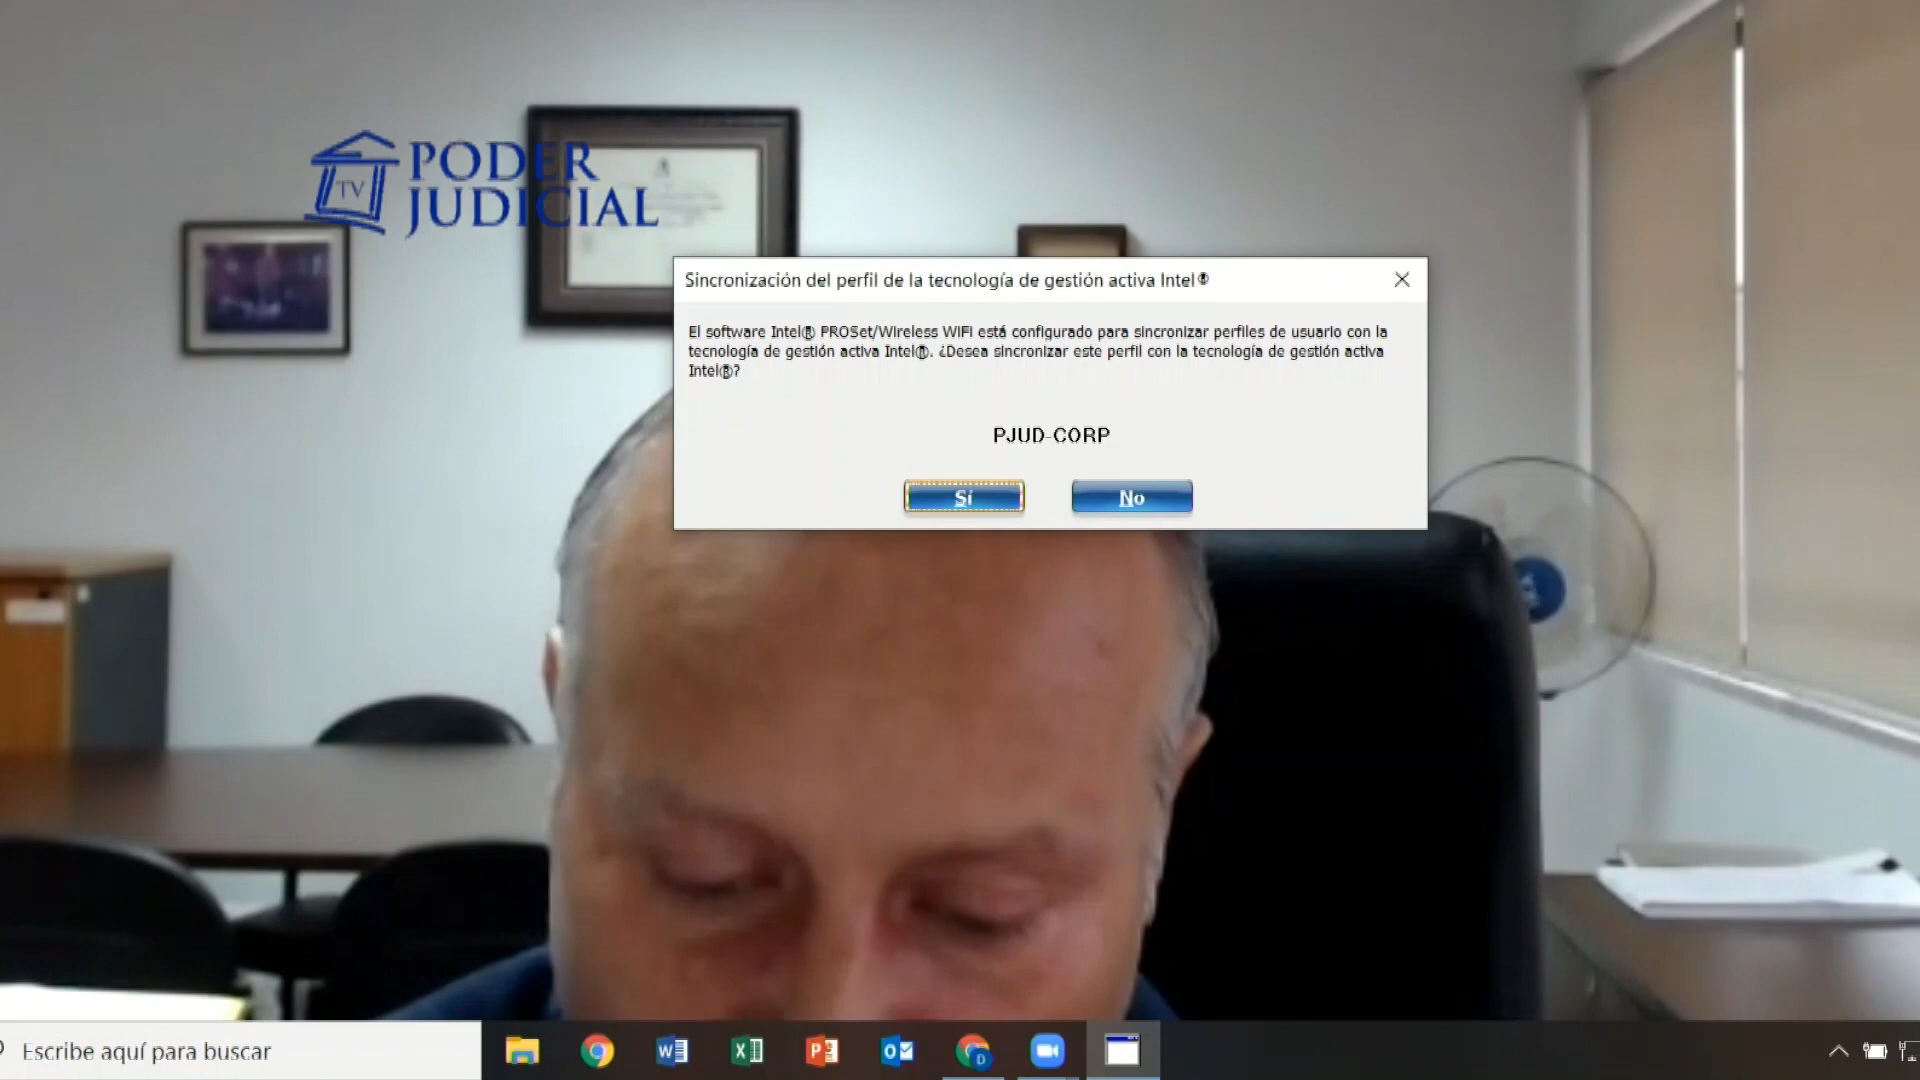 PODER
TV
JUDICIAL
Sincronización del perfil de la tecnología de gestión activa Intel®
El software Intel® PROSet/Wireless WiFi está configurado para sincronizar perfiles de usuario con la
tecnología de gestión activa Intel®. ¿Desea sincronizar este perfil con la tecnología de gestión activa
Intel®?
PJUD-CORP
Sí
No
Escribe aquí para buscar